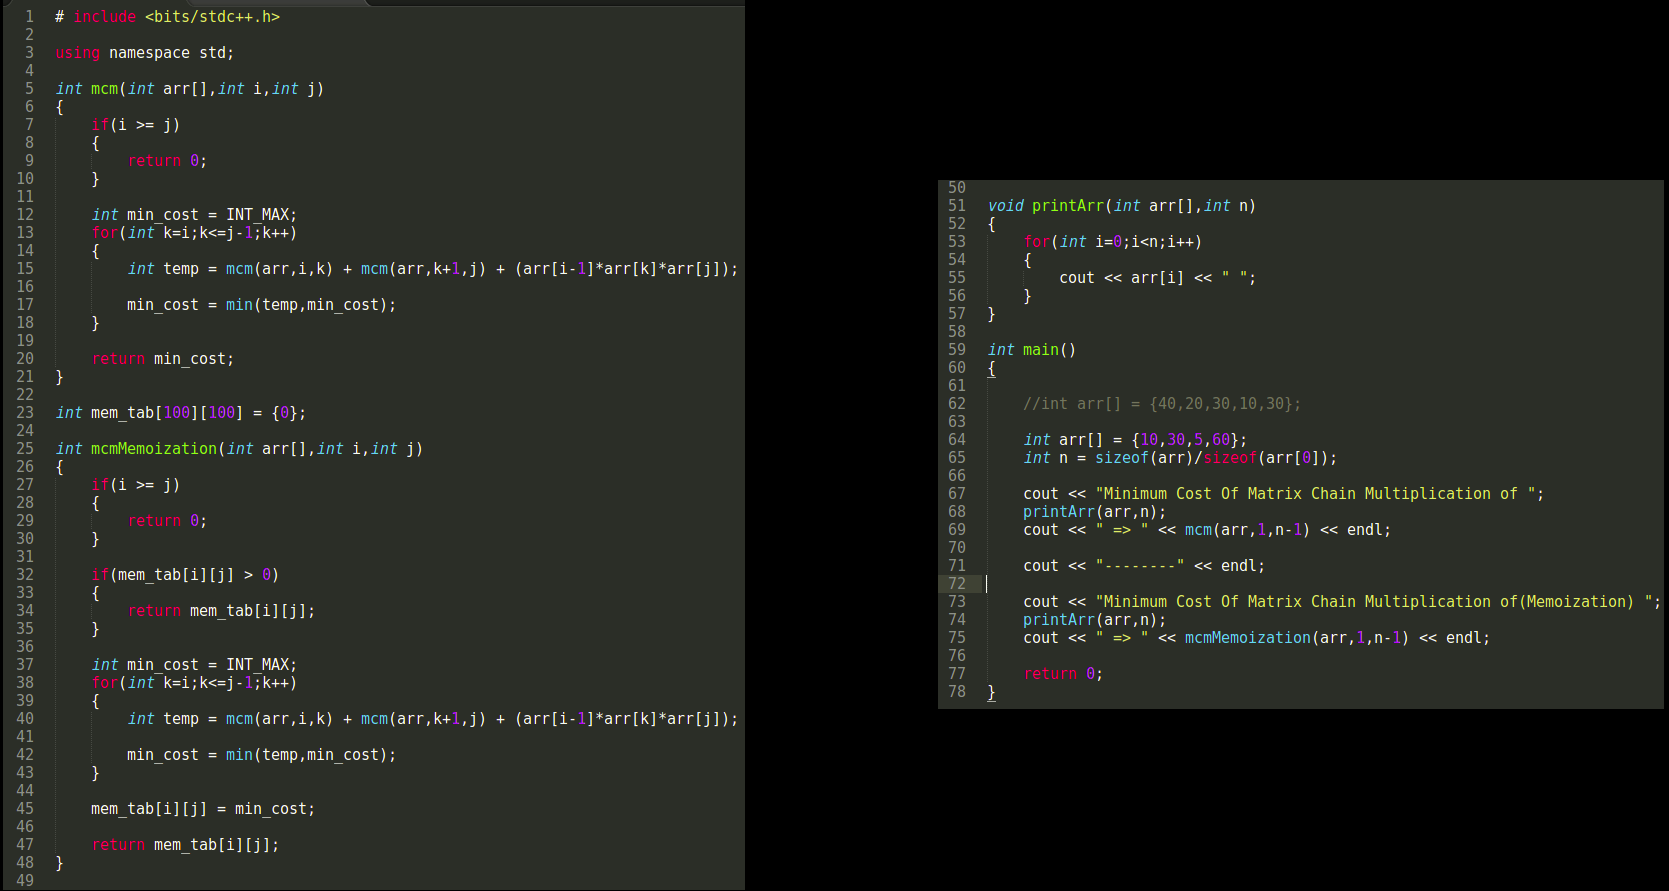 1 # include <bits/stdc++.h>
2
3 using namespace std;
4
5 int mcm(int arr[],int i,int j)
6 {
7 if(i >= j)
8 {
9 return 0;
10 }
11
12 int min_cost = INT_MAX;
13 for(int k=i;k<=j-1;k++)
14 {
15 int temp = mcm(arr,i,k) + mcm(arr,k+1,j) + (arr[i-1]*arr[k]*arr[j]);
16
17 min_cost = min(temp,min_cost);
18 }
19
20 return min_cost;
21 }
22
23 int mem_tab[100][100] = {0};
24
25 int mcmMemoization(int arr[],int i,int j)
26 {
27 if(i >= j)
28 {
29 return 0;
30 }
31
32 if(mem_tab[i][j] > 0)
33 {
34 return mem_tab[i][j];
35 }
36
37 int min_cost = INT_MAX;
38 for(int k=i;k<=j-1;k++)
39 {
40 int temp = mcm(arr,i,k) + mcm(arr,k+1,j) + (arr[i-1]*arr[k]*arr[j]);
41
42 min_cost = min(temp,min_cost);
43 }
44
45 mem_tab[i][j] = min_cost;
46
47 return mem_tab[i][j];
48 }
49
50
51 void printArr(int arr[],int n)
52 {
53 for(int i=0;i<n;i++)
54 {
55 cout << arr[i] << " ";
56 }
57 }
58
59 int main()
60 {
61
62 //int arr[] = {40,20,30,10,30};
63
64 int arr[] = {10,30,5,60};
65 int n = sizeof(arr)/sizeof(arr[0]);
66
67 cout << "Minimum Cost Of Matrix Chain Multiplication of ";
68 printArr(arr,n);
69 cout << " => " << mcm(arr,1,n-1) << endl;
70
71 cout << "--------" << endl;
72
73 cout << "Minimum Cost Of Matrix Chain Multiplication of(Memoization) ";
74 printArr(arr,n);
75 cout << " => " << mcmMemoization(arr,1,n-1) << endl;
76
77 return 0;
78 }